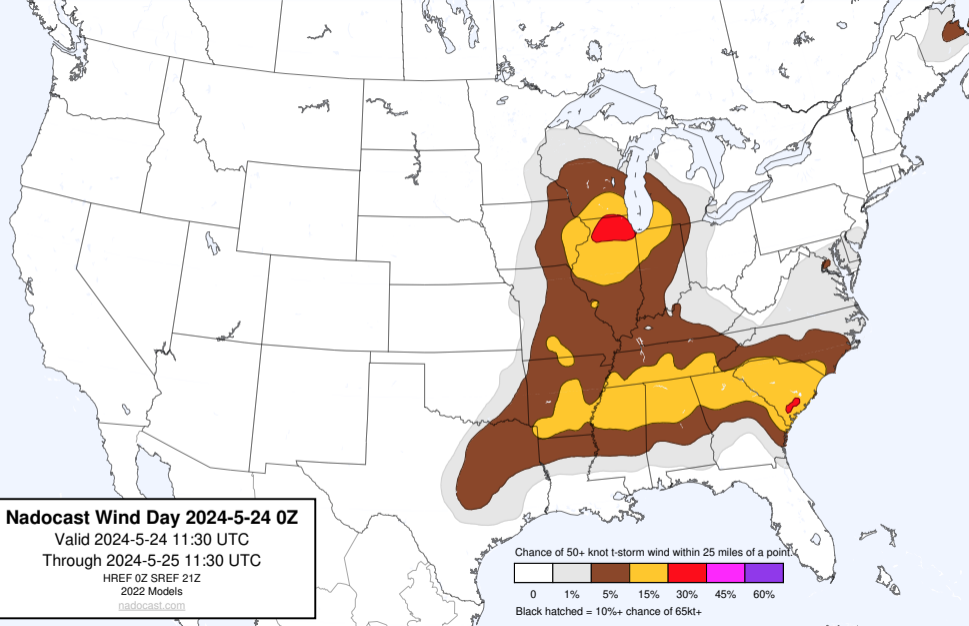 Nadocast Wind Day 2024-5-24 0Z
Valid 2024-5-24 11:30 UTC
Through 2024-5-25 11:30 UTC
HREF 0Z SREF 21Z
2022 Models
nadocast.com
Chance of 50+ knot t-storm wind within 25 miles of a point.
0 1% 5% 15% 30% 45% 60%
Black hatched = 10%+ chance of 65kt+